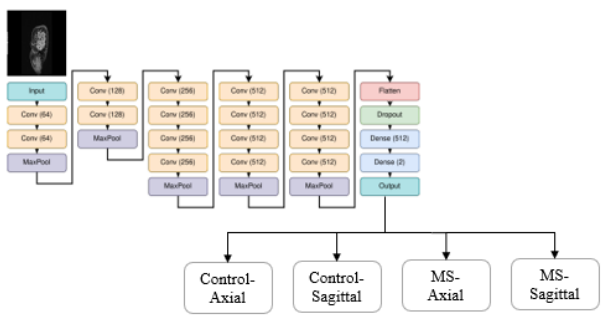 Input
Conv (64)
Conv (64)
MaxPool
Conv (128)
Conv (128)
MaxPool
Conv (256)
Conv (256)
Conv (256)
Conv (256)
MaxPool
Conv (512)
Conv (512)
Conv (512)
Conv (512)
MaxPool
Conv (512)
Conv (512)
Conv (512)
Conv (512)
MaxPool
Flatten
Dropout
Dense (512)
Dense (2)
Output
Control-
Axial
Control-
Sagittal
MS-
Axial
MS-
Sagittal